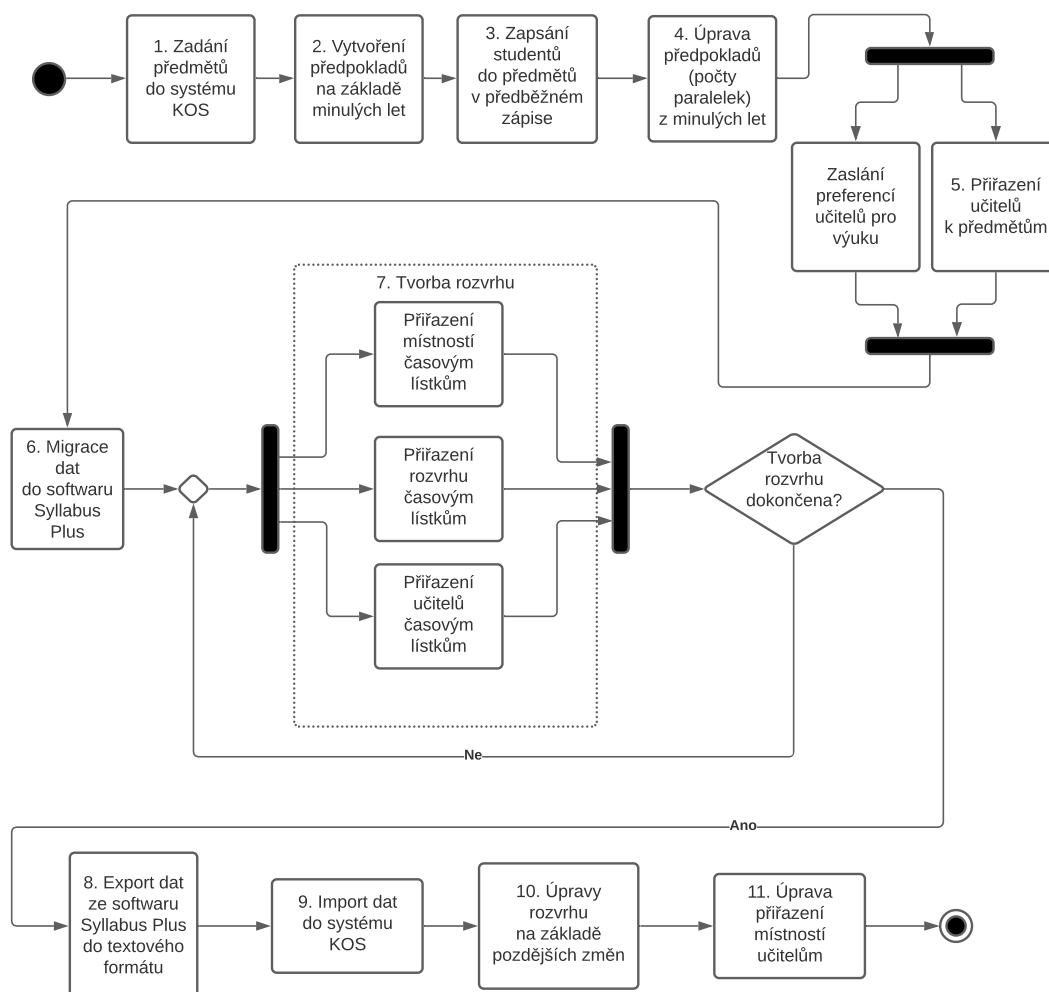 1. Zadání
předmětů
do systému
KOS
2. Vytvoření
předpokladů
na základě
minulých let
3. Zapsání
studentů
do předmětů
v předběžném
zápise
4. Úprava
předpokladů
(počty
paralelek)
z minulých let
Zaslání
preferencí
učitelů pro
výuku
5. Přiřazení
učitelů
k předmětům
6. Migrace
dat
do softwaru
Syllabus
Plus
7. Tvorba rozvrhu
Přiřazení
místností
časovým
lístkům
Přiřazení
rozvrhu
časovým
lístkům
Přiřazení
učitelů
časovým
lístkům
Tvorba
rozvrhu
dokončena?
Ne
Ano
8. Export dat
ze softwaru
Syllabus Plus
do textového
formátu
9. Import dat
do systému
KOS
10. Úpravy
rozvrhu
na základě
pozdějších změn
11. Úprava
přiřazení
místností
učitelům